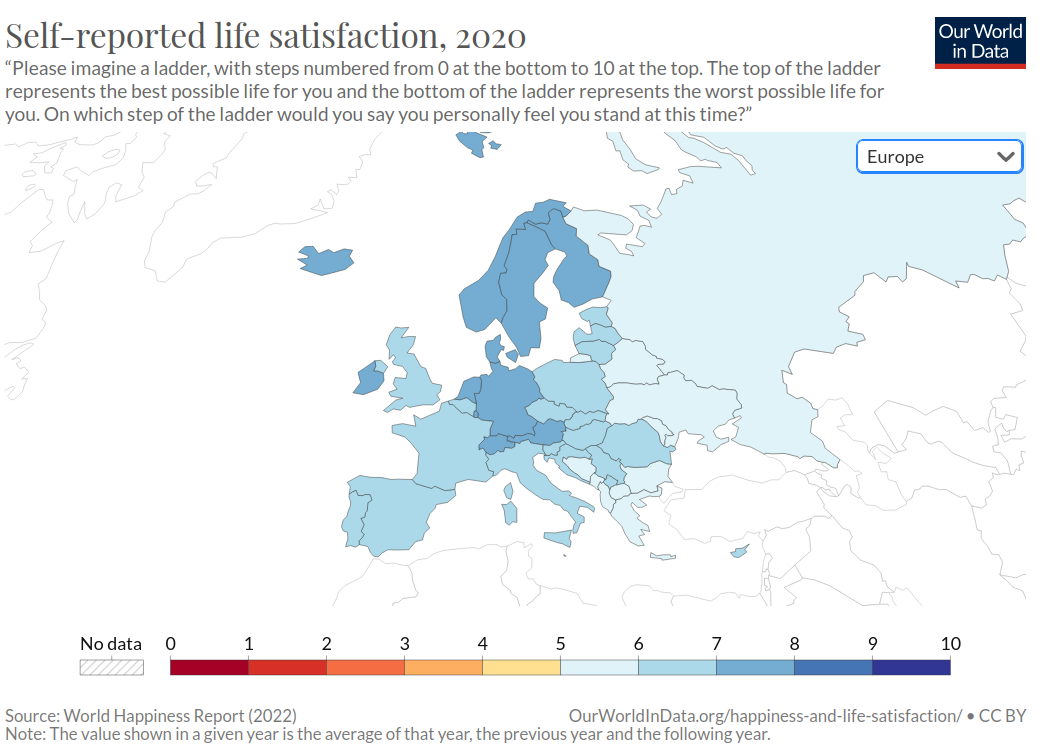 Self-reported life satisfaction, 2020
Our World
in Data
“Please imagine a ladder, with steps numbered from 0 at the bottom to 10 at the top. The top of the ladder
represents the best possible life for you and the bottom of the ladder represents the worst possible life for
you. On which step of the ladder would you say you personally feel you stand at this time?”
Europe
No data 0 1 2 3 4 5 6 7 8 9 10
Source: World Happiness Report (2022)
OurWorldInData.org/happiness-and-life-satisfaction/ • CC BY
Note: The value shown in a given year is the average of that year, the previous year and the following year.